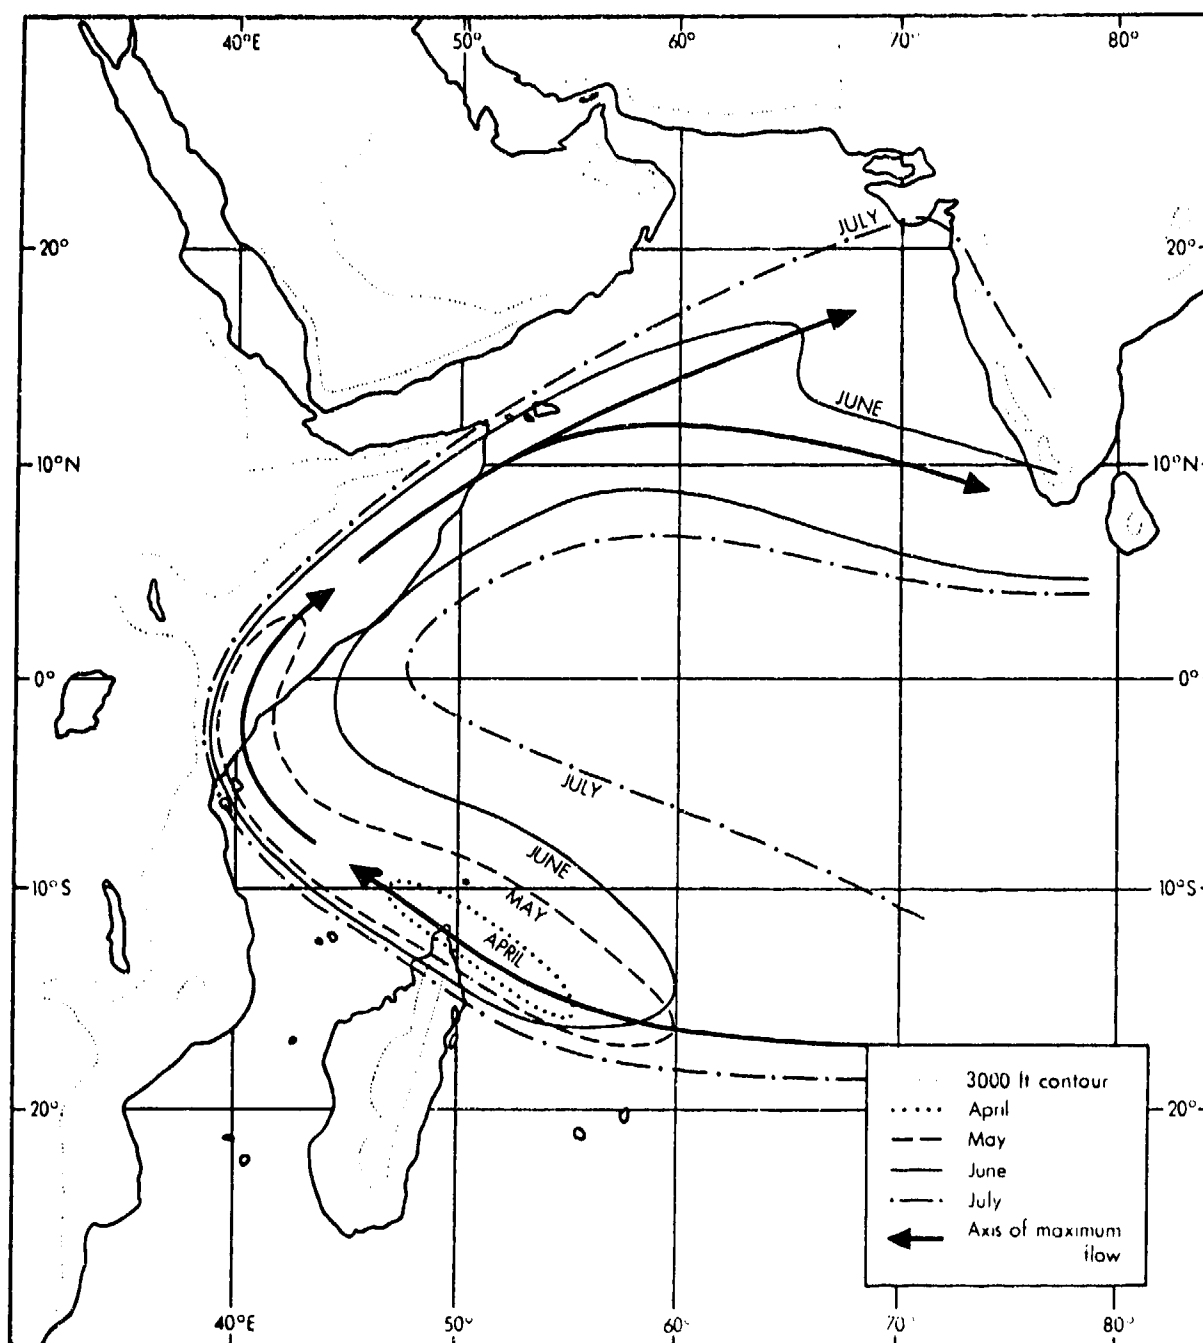 40°E 50° 60° 70° 80°
JULY
20° 20°
JUNE
10°N 10°N
0° 0°
JULY
JUNE
10°S 10°S
MAY
APRIL
3000 ft contour
April
May
June
July
Axis of maximum
flow
20° 20°
40°E 50° 60° 70° 80°